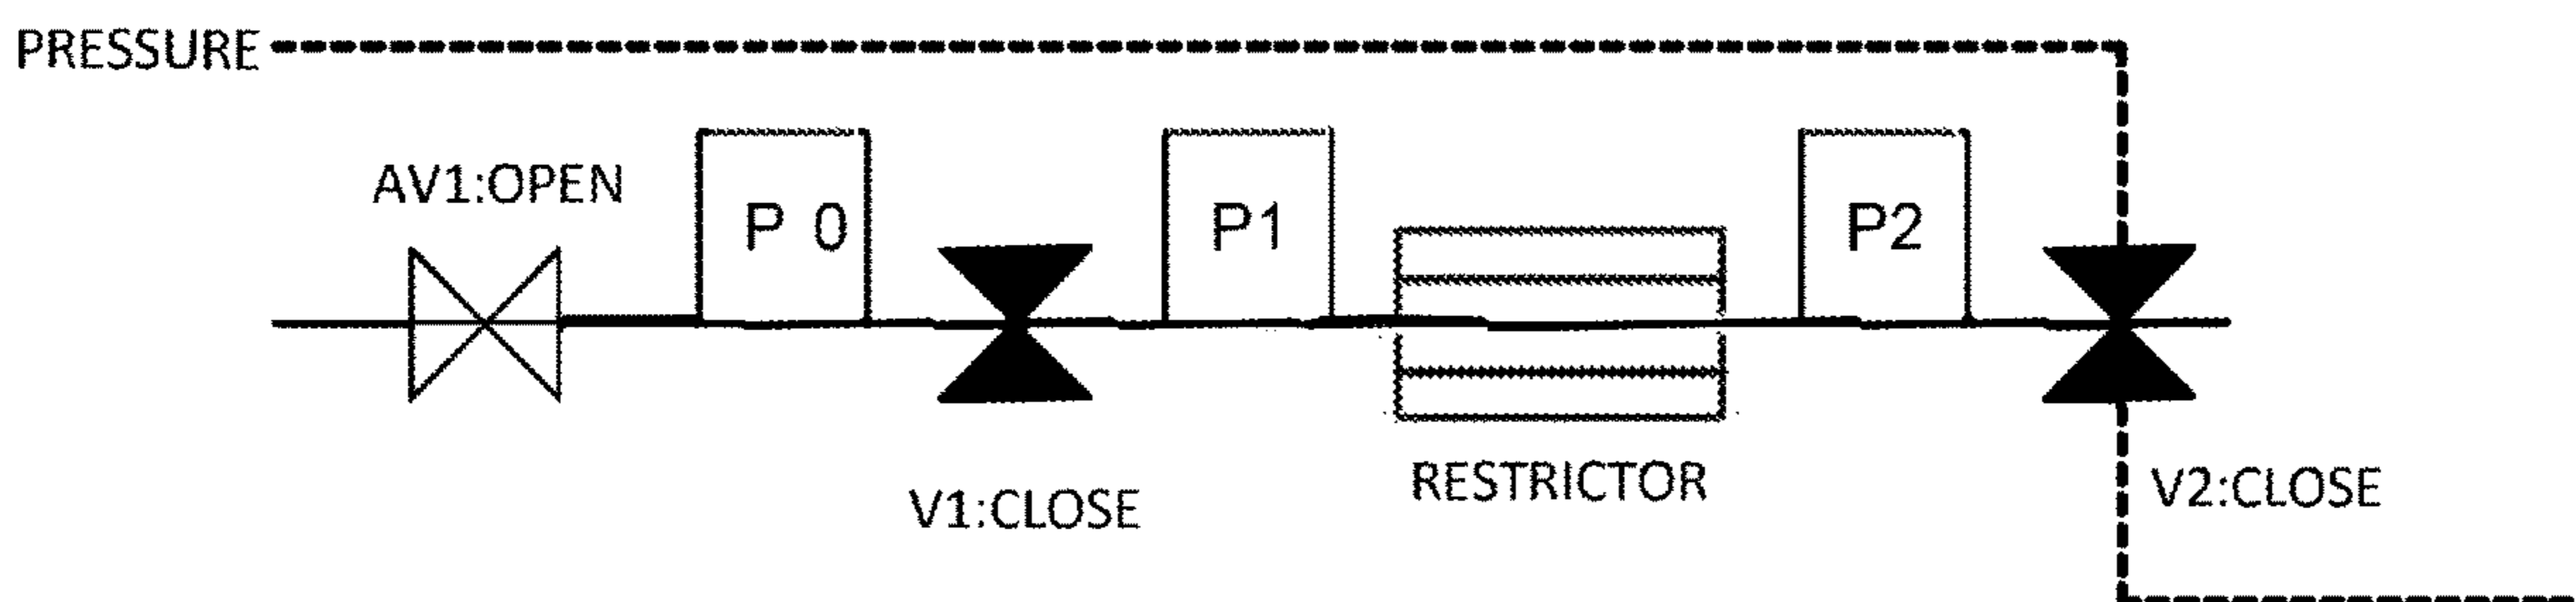 PRESSURE
AV1:OPEN
P 0
P1
P2
V1:CLOSE
RESTRICTOR
V2:CLOSE